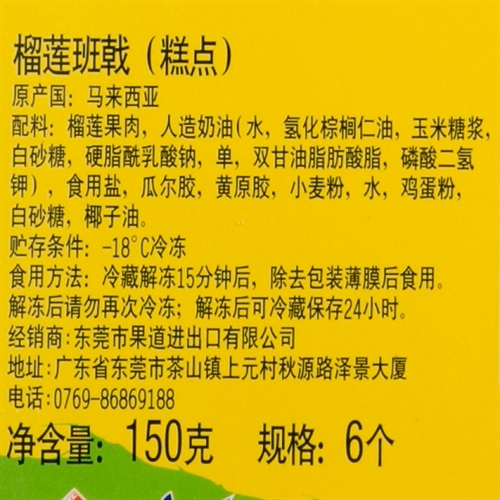 榴莲班戟（糕点）
原产国：马来西亚
配料：榴莲果肉，人造奶油(水，氢化棕榈仁油，玉米糖浆，
白砂糖，硬脂酰乳酸钠，单，双甘油脂肪酸脂，磷酸二氢
钾)，食用盐，瓜尔胶，黄原胶，小麦粉，水，鸡蛋粉，
白砂糖，椰子油。
贮存条件：-18°C冷冻
食用方法：冷藏解冻15分钟后，除去包装薄膜后食用。
解冻后请勿再次冷冻；解冻后可冷藏保存24小时。
经销商:东莞市果道进出口有限公司
地址:广东省东莞市茶山镇上元村秋源路泽景大厦
电话:0769-86869188
净含量：150克 规格：6个